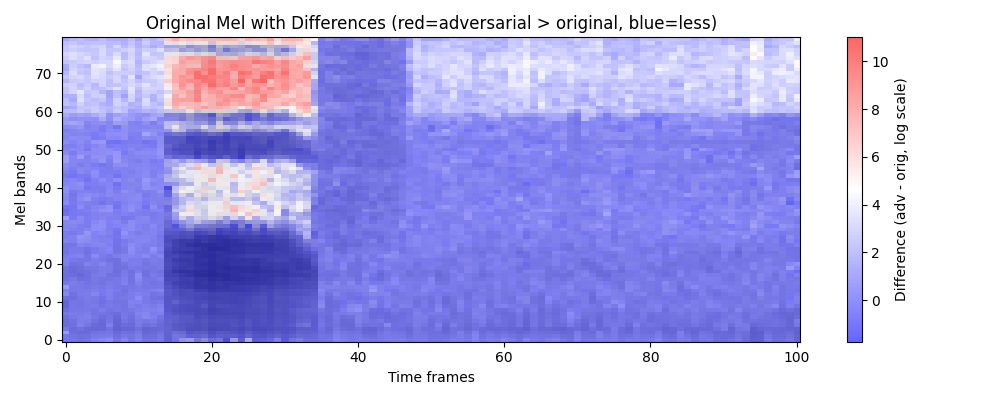 Original Mel with Differences (red=adversarial > original, blue=less)
Mel bands
70
60
50
40
30
20
10
0
0 20 40 60 80 100
Time frames
10
8
6
4
2
0
Difference (adv - orig, log scale)